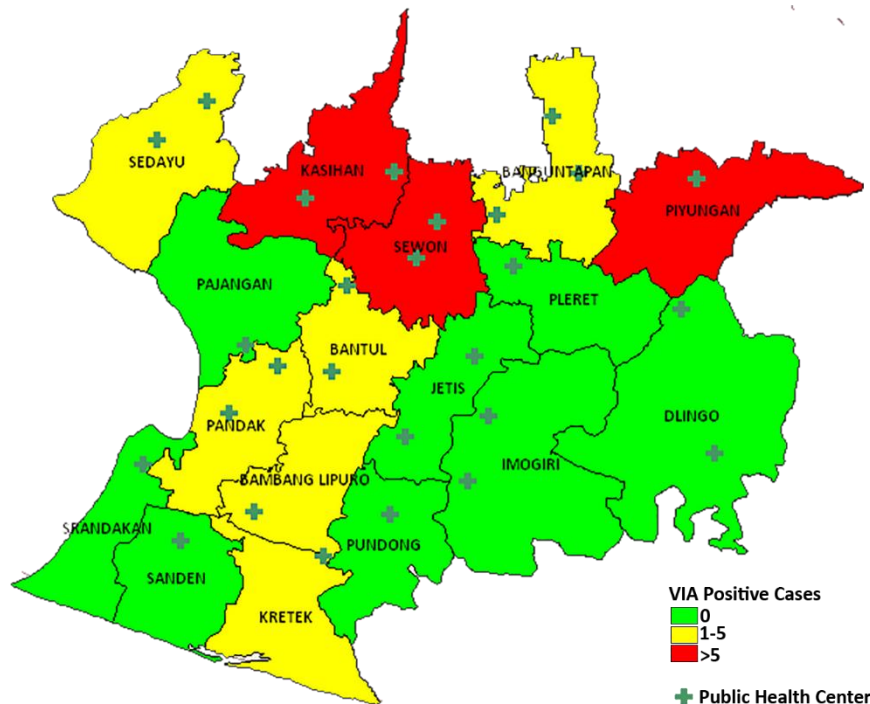 SEDAYU
KASIHAN
BANGUNTAPAN
PIYUNGAN
SEWON
PAJANGAN
PLERET
BANTUL
JETIS
DLINGO
PANDAK
IMOGIRI
BAMBANG LIPURO
SRANDAKAN
PUNDONG
SANDEN
KRETEK
VIA Positive Cases
0
1-5
>5
Public Health Center